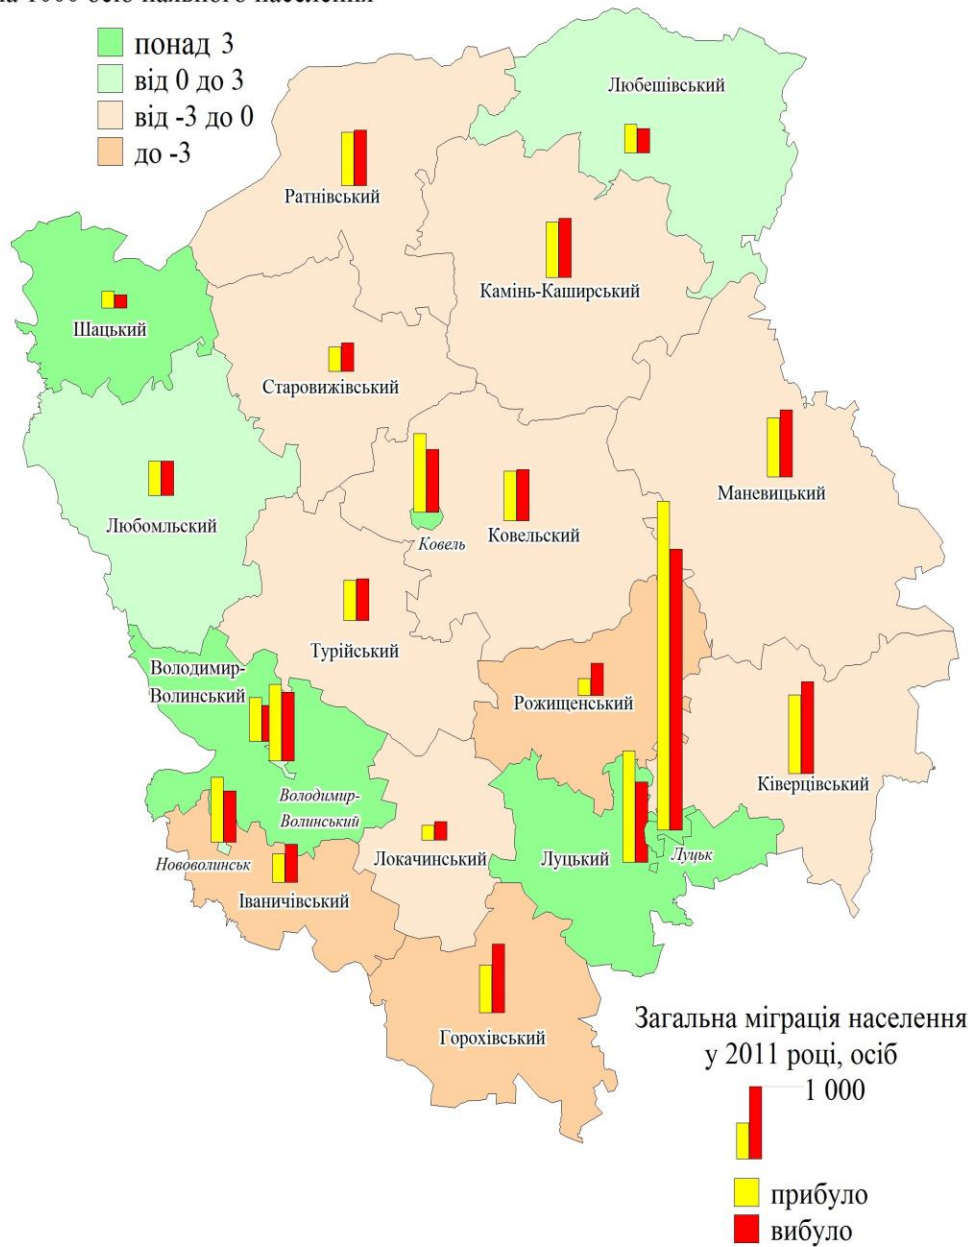 на 1000 осіб наявного населення
понад 3
від 0 до 3
від -3 до 0
до -3
Любешівський
Ратнівський
Камінь-Каширський
Шацький
Старовижівський
Маневицький
Любомльский
Ковельский
Ковель
Турійський
Володимир-
Волинський
Рожищенський
Ківерцівський
Володимир-
Волинський
Локачинський
Луцький
Луцьк
Нововолинськ
Іваничівський
Горохівський
Загальна міграція населення
у 2011 році, осіб
1 000
прибуло
вибуло